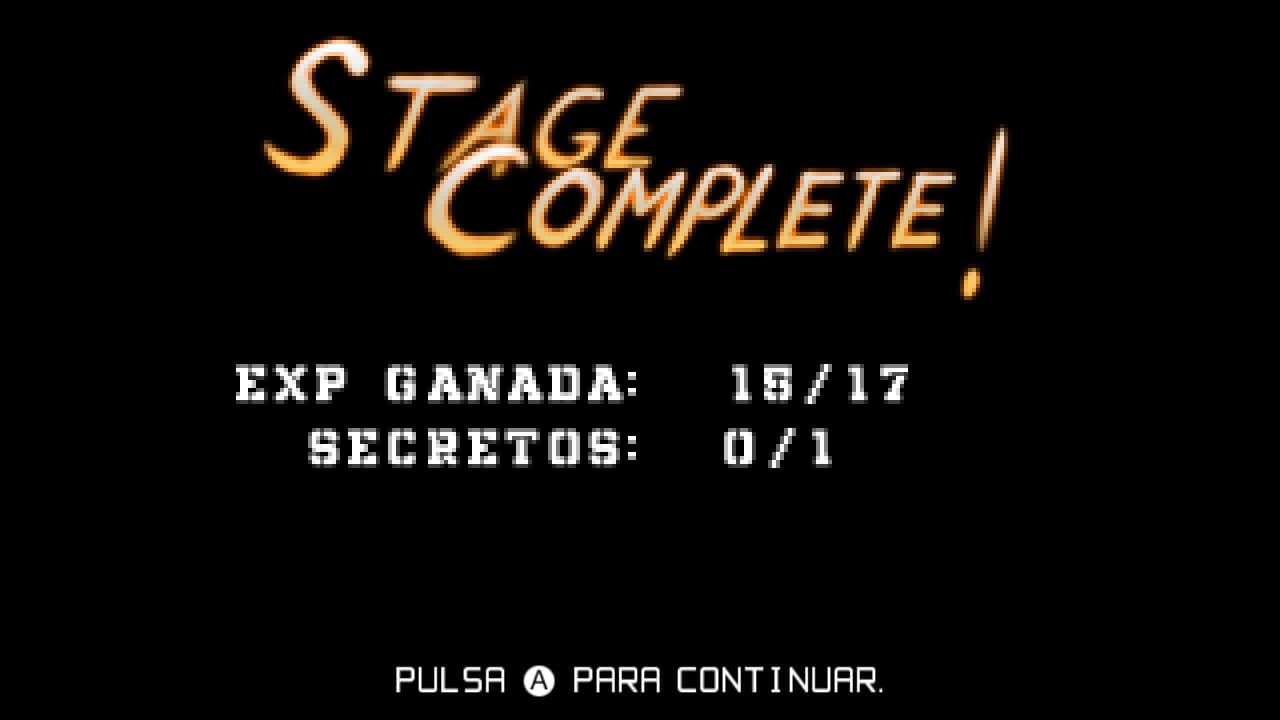 STAGE
COMPLETE!
EXP GANADA: 15/17
SECRETOS: 0/1
PULSA A PARA CONTINUAR.